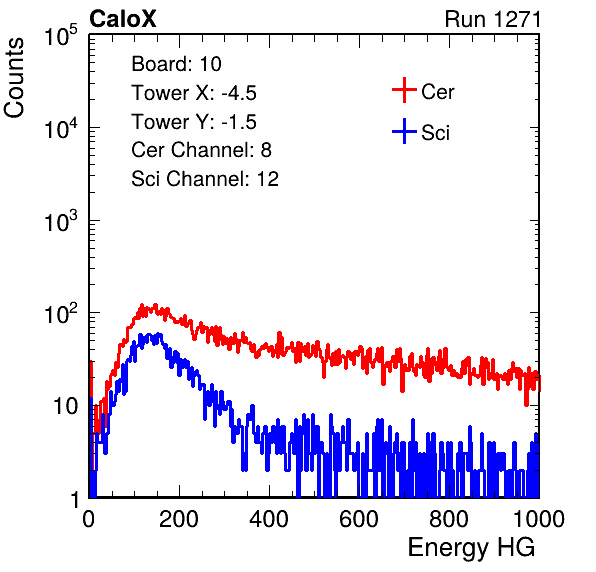 CaloX Run 1271
Counts
10^5
10^4
10^3
10^2
10
1
Board: 10
Tower X: -4.5
Tower Y: -1.5
Cer Channel: 8
Sci Channel: 12
Cer
Sci
0 200 400 600 800 1000
Energy HG